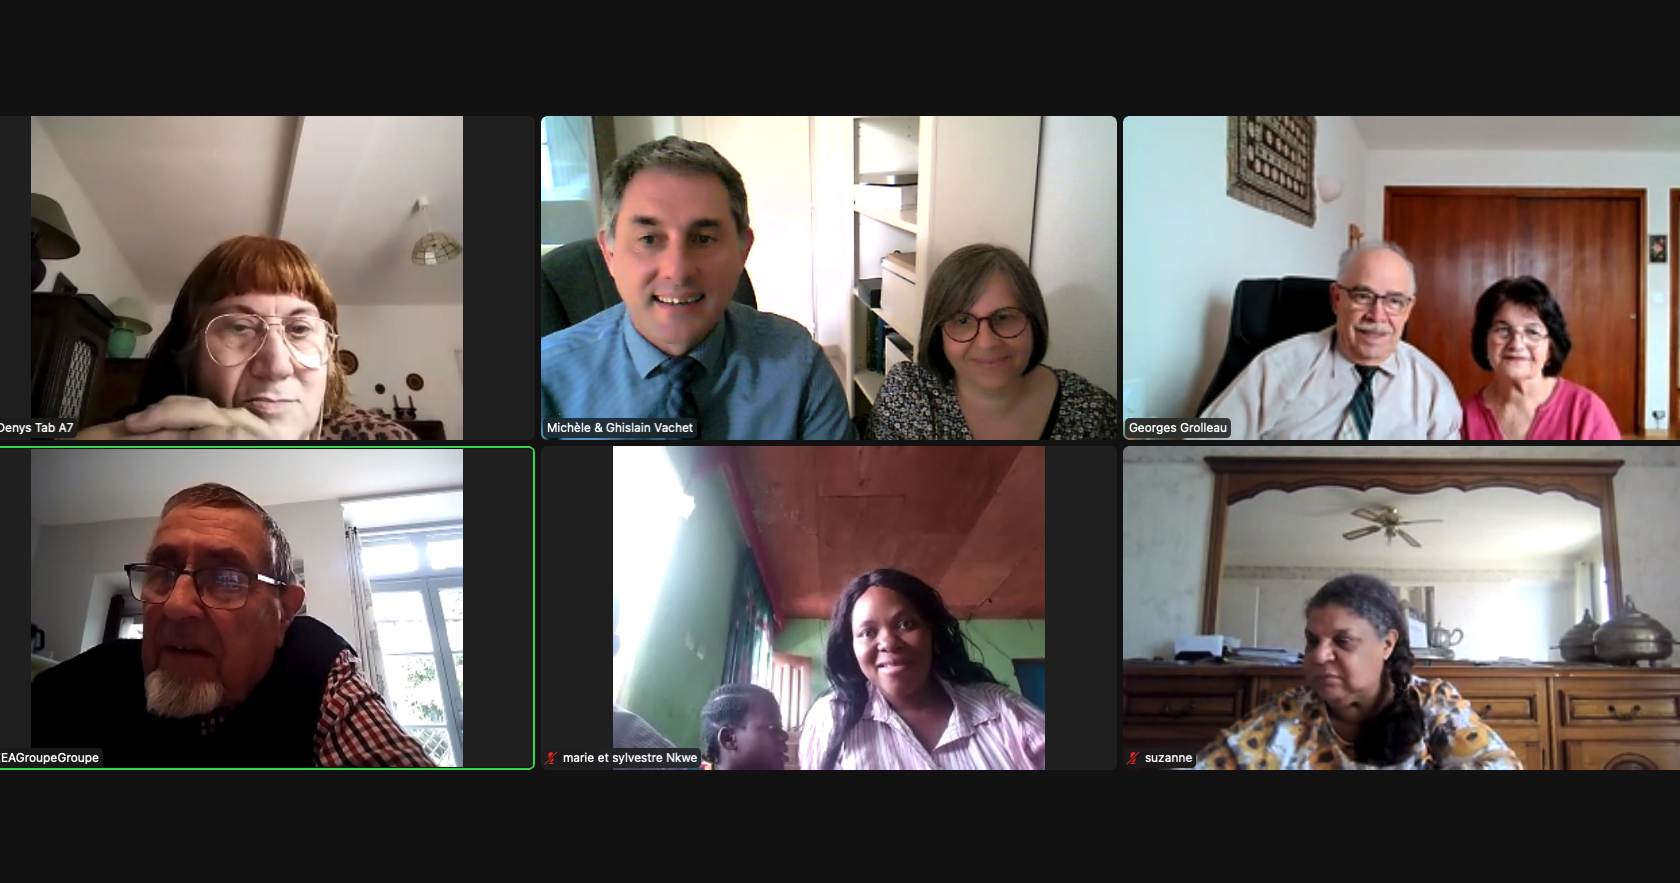 Denys Tab A7
Michèle & Ghislain Vachet
Georges Grolleau
EAGroupeGroupe
marie et sylvestre Nkwe
suzanne